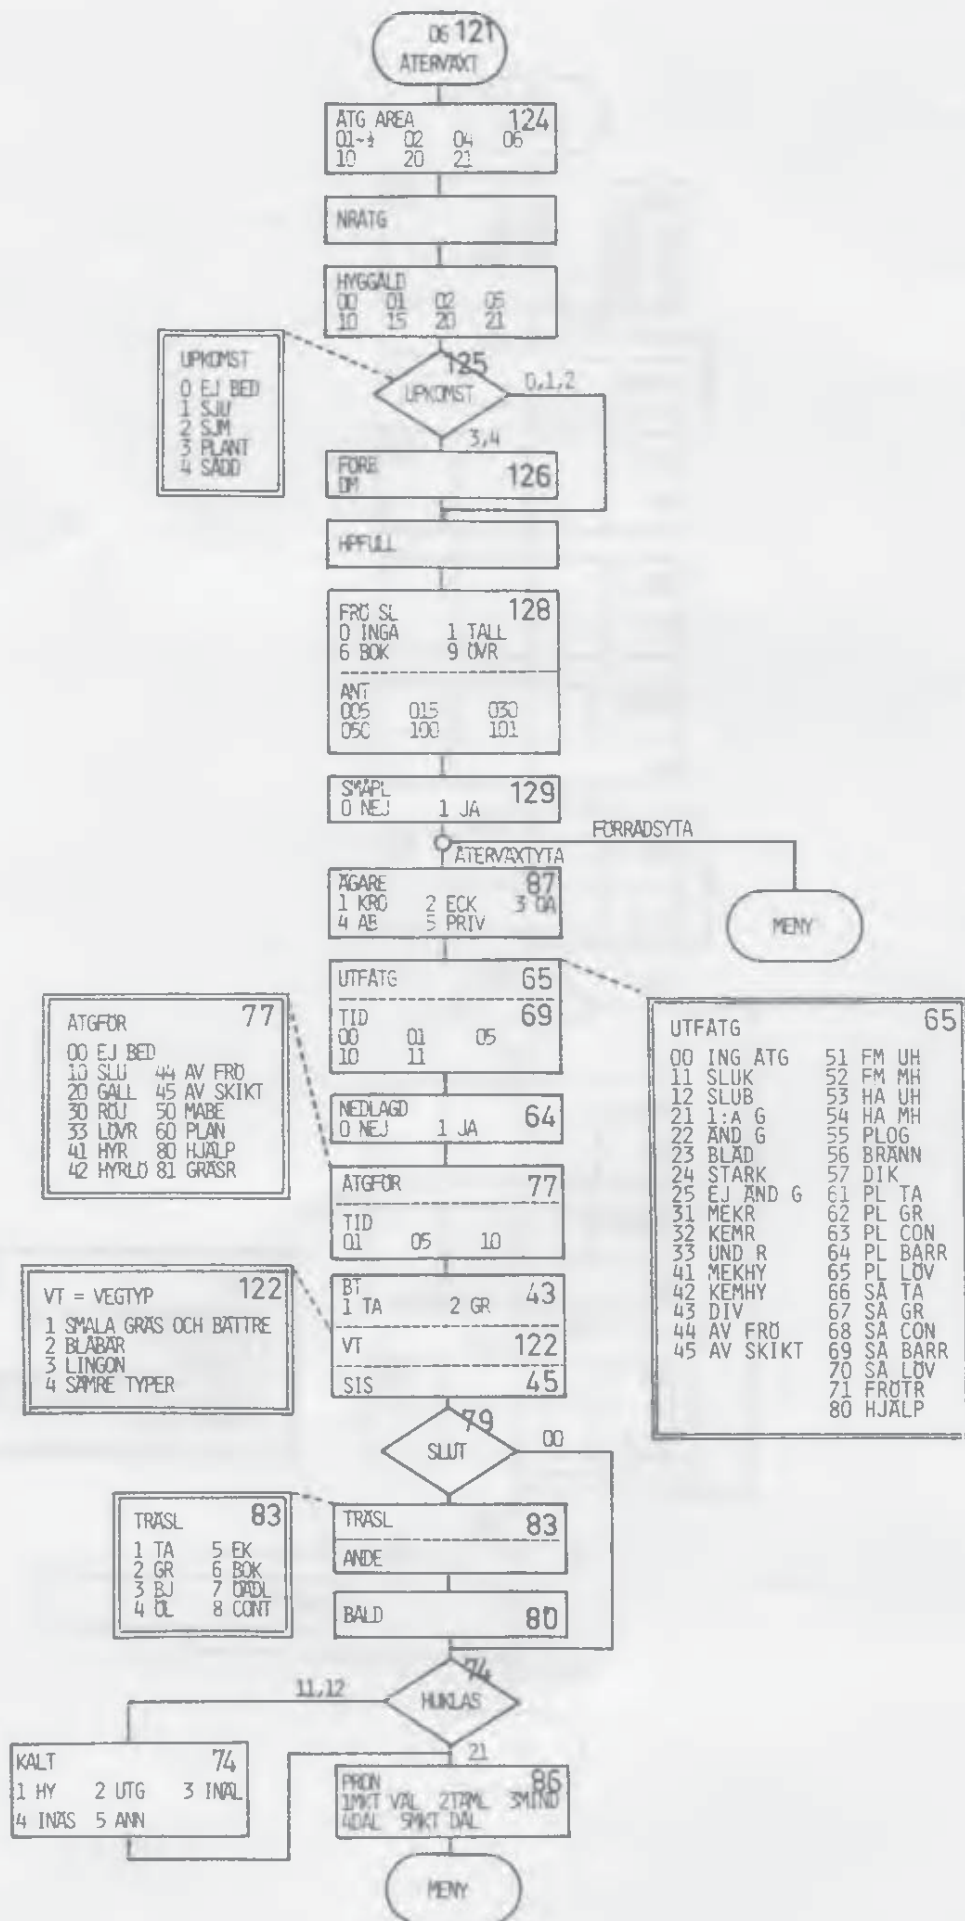 06 121
ÅTERVÄXT
ÅTG AREA 124
02 04 06
10 20 21
NRÅTG
HYGGÅLD
00 01 02 05
10 15 20 21
UPKOMST
0 EJ BED
1 SJU
2 SJM
3 PLANT
4 SÅDD
125
UPKOMST
0,1,2
3,4
FÖRB 126
OM
HPFULL
FRÖ SL 128
0 INGA 1 TALL
6 BOK 9 ÖVR
ANT
005 015 030
050 100 101
SMÅPL 129
0 NEJ 1 JA
FÖRRÅDSYTA
ÅTERVÄXTYTA
MENY
ÄGARE 87
1 KRO 2 ECK 3 ÖA
4 AB 5 PRIV
UTFÅTG 65
TID 69
00 01 05
10 11
NEDLAGD 64
0 NEJ 1 JA
ÅTGFÖR 77
TID
01 05 10
ÅTGFÖR 77
00 EJ BED
10 SLU 44 AV FRÖ
20 GALL 45 AV SKIKT
30 RÖJ 50 MABE
33 LÖVR 60 PLAN
41 HYR 80 HJÄLP
42 HYRLÖ 81 GRÄSR
UTFÅTG 65
00 ING ÅTG 51 FM UH
11 SLUK 52 FM MH
12 SLUB 53 HA UH
21 1:A G 54 HA MH
22 ÄND G 55 PLOG
23 BLÄD 56 BRÄNN
24 STARK 57 DIK
25 EJ ÄND G 61 PL TA
31 MEKR 62 PL GR
32 KEMR 63 PL CON
33 UND R 64 PL BARR
41 MEKHY 65 PL LÖV
42 KEMHY 66 SÅ TA
43 DIV 67 SÅ GR
44 AV FRÖ 68 SÅ CON
45 AV SKIKT 69 SÅ BARR
70 SÅ LÖV
71 FRÖTR
80 HJÄLP
VT = VEGTYP 122
1 SMALA GRÄS OCH BÄTTRE
2 BLÅBÄR
3 LINGON
4 SÄMRE TYPER
BT 43
1 TA 2 GR
VT 122
SIS 45
79
SLUT
00
TRÄSL 83
1 TA 5 EK
2 GR 6 BOK
3 BJ 7 ÖÄDL
4 ÖL 8 CONT
TRÄSL 83
ANDE
BÅLD 80
74
HUKLAS
11,12
21
KALT 74
1 HY 2 UTG 3 INÄL
4 INÄS 5 ANN
PRON 86
1MKT VÄL 2TÄML 3MIND
4DÅL 5MKT DÅL
MENY